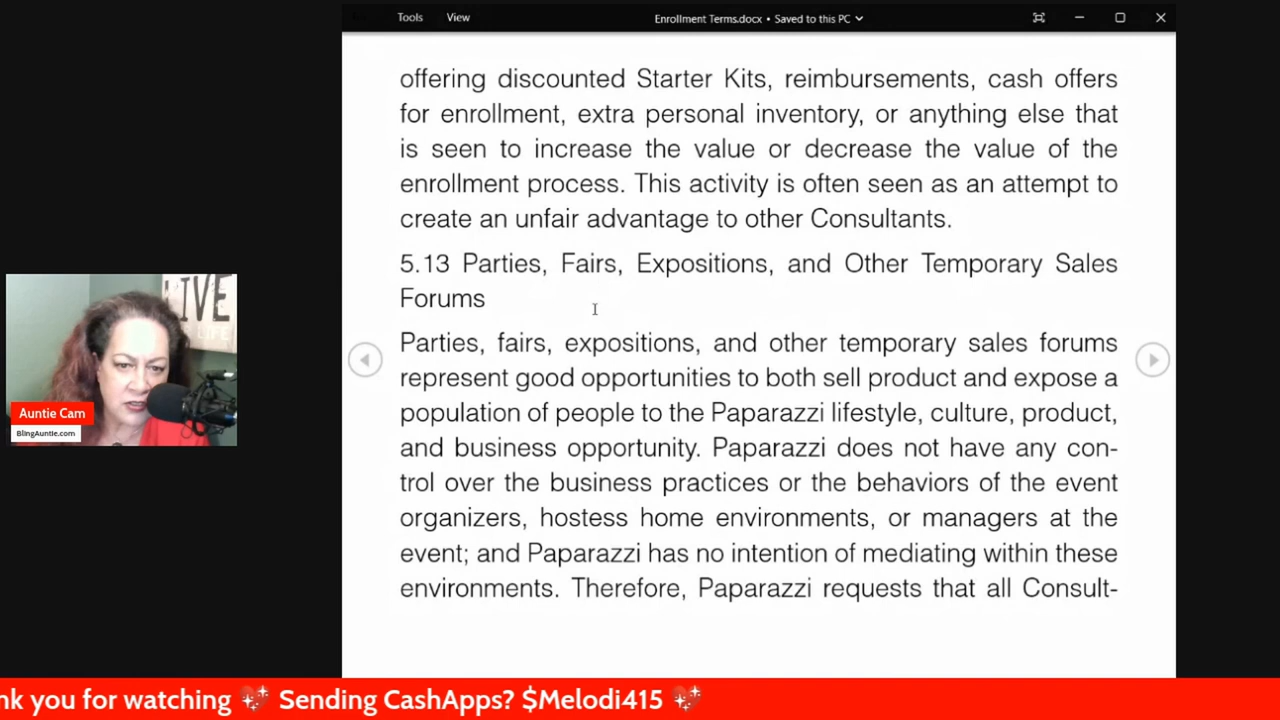 Tools View Enrollment Terms.docx • Saved to this PC
offering discounted Starter Kits, reimbursements, cash offers
for enrollment, extra personal inventory, or anything else that
is seen to increase the value or decrease the value of the
enrollment process. This activity is often seen as an attempt to
create an unfair advantage to other Consultants.
5.13 Parties, Fairs, Expositions, and Other Temporary Sales
Forums
Parties, fairs, expositions, and other temporary sales forums
represent good opportunities to both sell product and expose a
population of people to the Paparazzi lifestyle, culture, product,
and business opportunity. Paparazzi does not have any con-
trol over the business practices or the behaviors of the event
organizers, hostess home environments, or managers at the
event; and Paparazzi has no intention of mediating within these
environments. Therefore, Paparazzi requests that all Consult-
IVE
LIFE
Auntie Cam
BlingAuntie.com
nk you for watching 💖 Sending CashApps? $Melodi415 💖